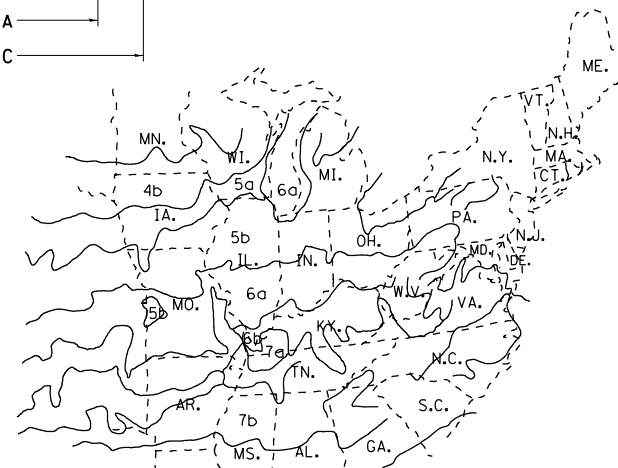 A
C
ME.
VT.
MN.
N.H.
WI.
N.Y.
MA.
MI.
CT.
4b
5a
6a
IA.
PA.
5b
OH.
N.J.
IL.
IN.
MD.
DE.
6a
W.V.
MO.
VA.
5b
KY.
6b
7a
N.C.
TN.
AR.
S.C.
7b
MS.
AL.
GA.